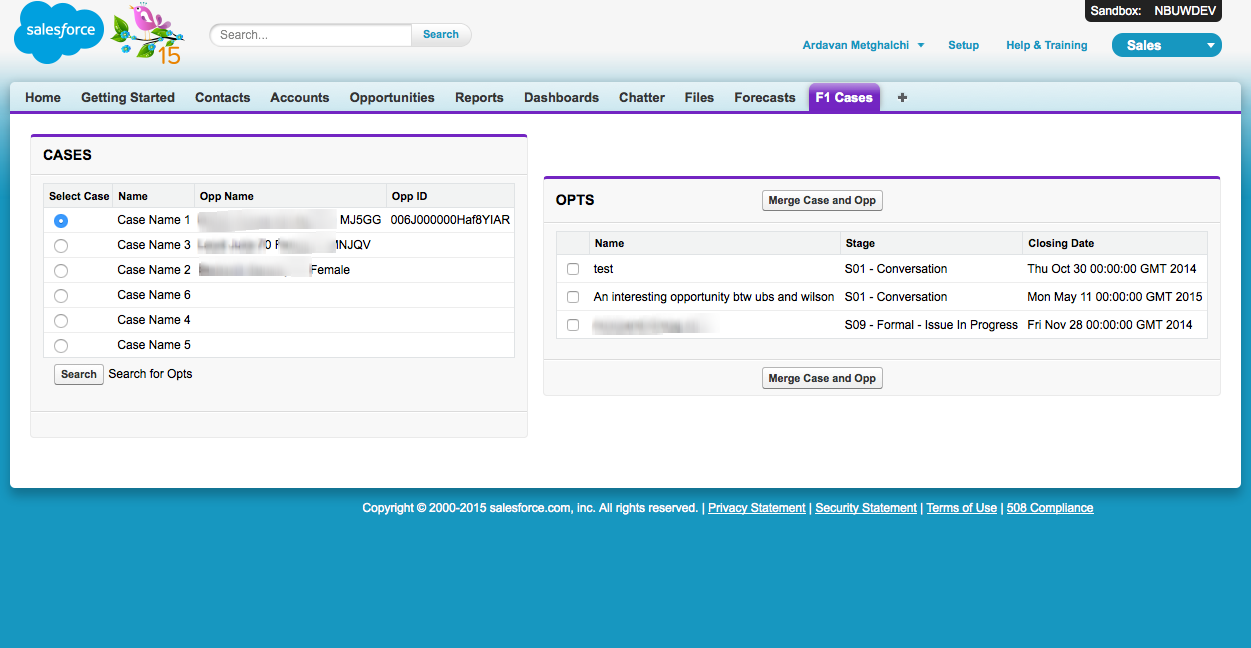 Sandbox: NBUWDEV
salesforce
15
Search... Search
Ardavan Metghalchi Setup Help & Training Sales
Home Getting Started Contacts Accounts Opportunities Reports Dashboards Chatter Files Forecasts F1 Cases +
CASES
Select Case Name Opp Name Opp ID
Case Name 1 MJ5GG 006J000000Haf8YIAR
Case Name 3 MNJQV
Case Name 2 Female
Case Name 6
Case Name 4
Case Name 5
Search Search for Opts
OPTS Merge Case and Opp
Name Stage Closing Date
test S01 - Conversation Thu Oct 30 00:00:00 GMT 2014
An interesting opportunity btw ubs and wilson S01 - Conversation Mon May 11 00:00:00 GMT 2015
S09 - Formal - Issue In Progress Fri Nov 28 00:00:00 GMT 2014
Merge Case and Opp
Copyright © 2000-2015 salesforce.com, inc. All rights reserved. | Privacy Statement | Security Statement | Terms of Use | 508 Compliance